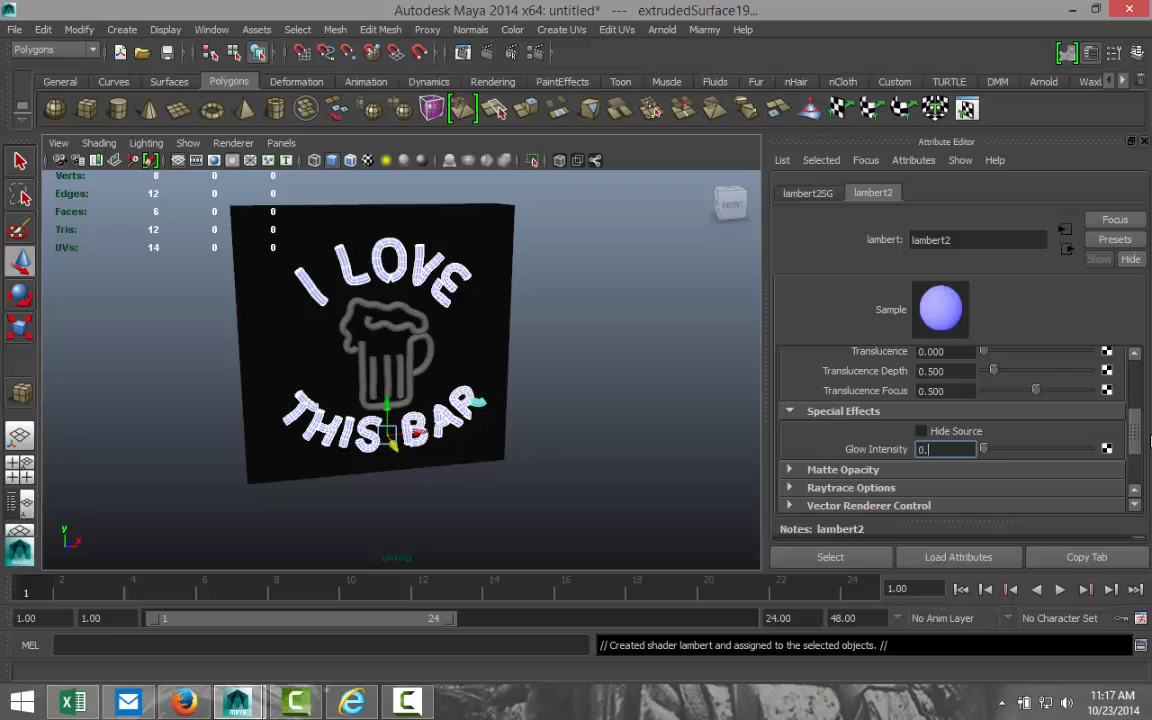 Autodesk Maya 2014 x64: untitled* --- extrudedSurface19...
File Edit Modify Create Display Window Assets Select Mesh Edit Mesh Proxy Normals Color Create UVs Edit UVs Arnold Marmy Help
Polygons
General Curves Surfaces Polygons Deformation Animation Dynamics Rendering PaintEffects Toon Muscle Fluids Fur nHair nCloth Custom TURTLE DMM Arnold Waxl
View Shading Lighting Show Renderer Panels
Attribute Editor
List Selected Focus Attributes Show Help
Verts: 8 0 0
Edges: 12 0 0
Faces: 6 0 0
Tris: 12 0 0
UVs: 14 0 0
FRONT
I LOVE
THIS BAR
y
x
persp
lambert2SG lambert2
Focus
lambert: lambert2 Presets
Show Hide
Sample
Translucence 0.000
Translucence Depth 0.500
Translucence Focus 0.500
Special Effects
Hide Source
Glow Intensity 0.
Matte Opacity
Raytrace Options
Vector Renderer Control
Notes: lambert2
Select Load Attributes Copy Tab
2 4 6 8 10 12 14 16 18 20 22 24
1 1.00
1.00 1.00 1 24 24.00 48.00 No Anim Layer No Character Set
MEL // Created shader lambert and assigned to the selected objects. //
11:17 AM
10/23/2014